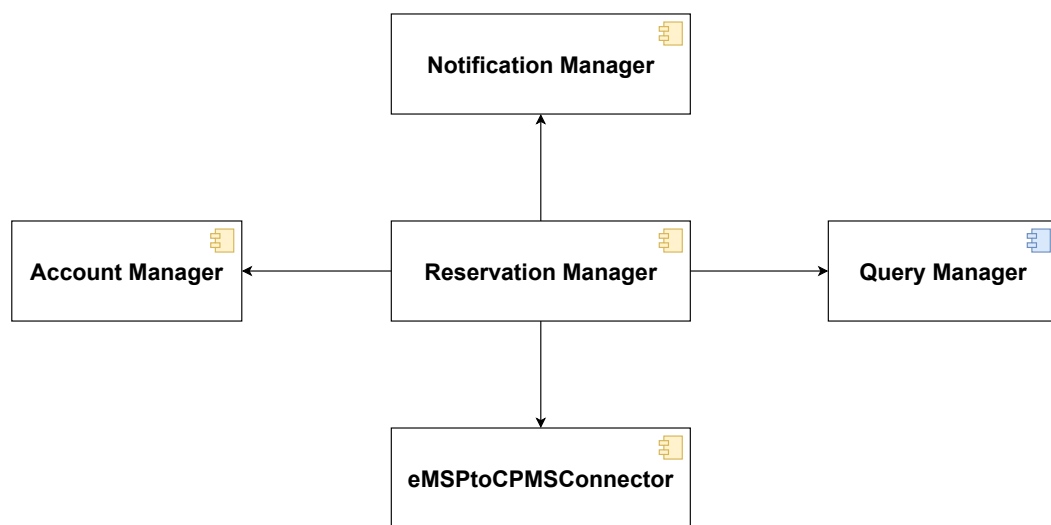 Notification Manager
Account Manager
Reservation Manager
Query Manager
eMSPtoCPMSConnector